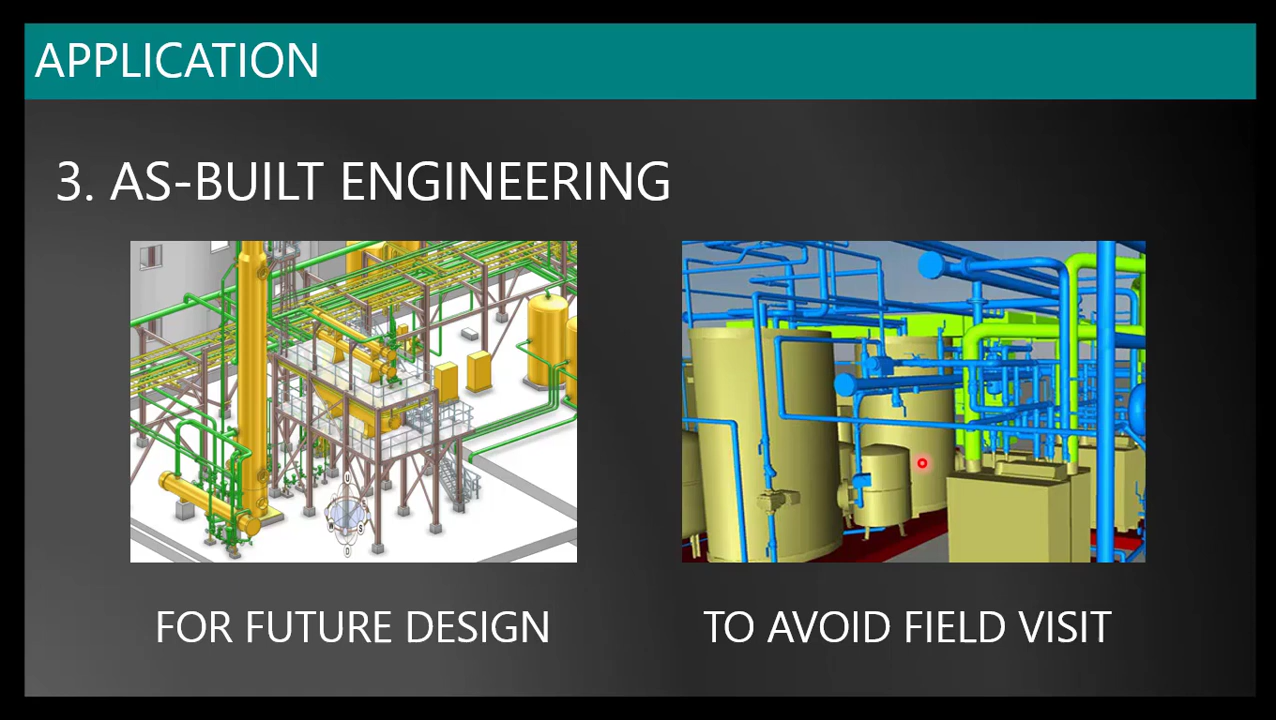 APPLICATION
3. AS-BUILT ENGINEERING
FOR FUTURE DESIGN
TO AVOID FIELD VISIT